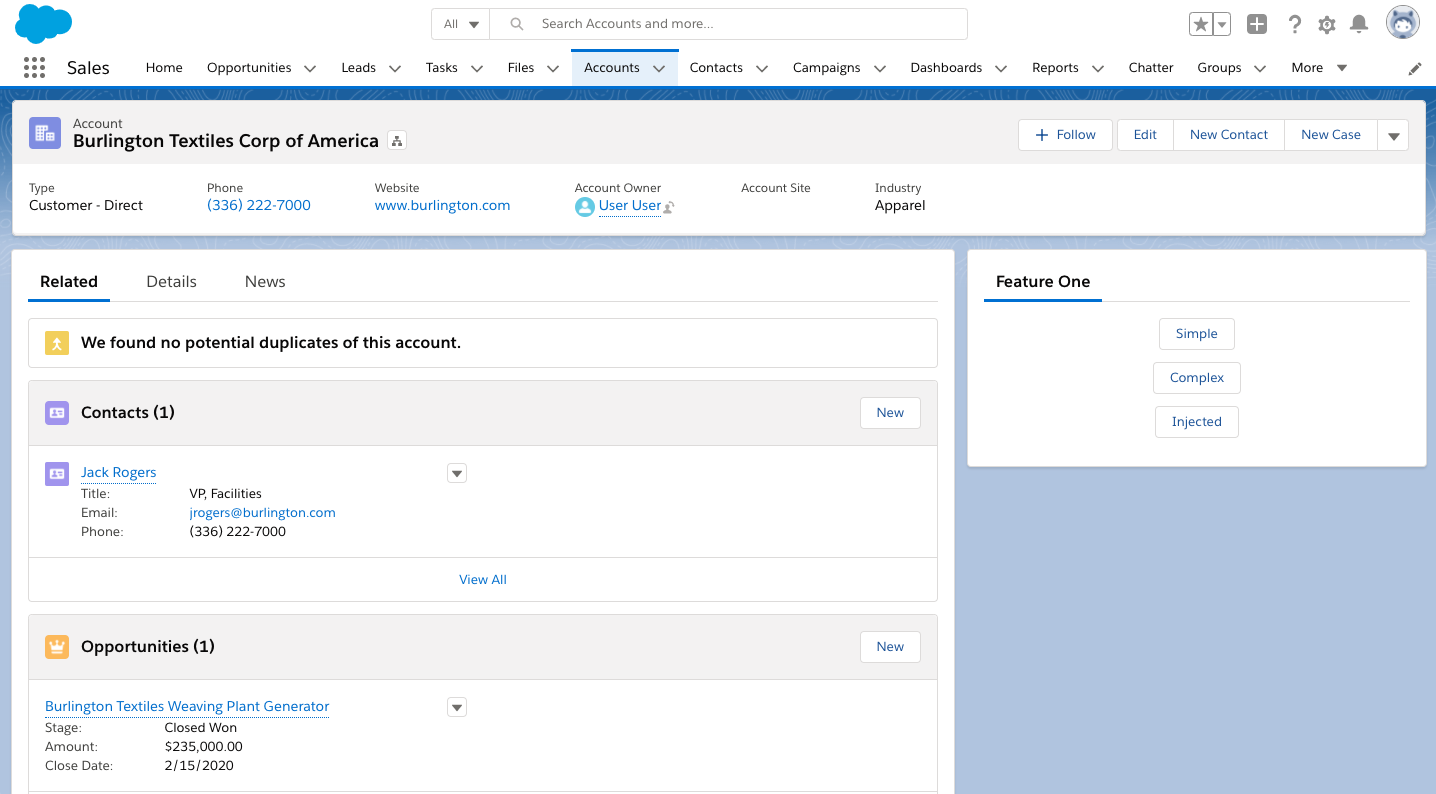 All
Search Accounts and more...
Sales
Home
Opportunities
Leads
Tasks
Files
Accounts
Contacts
Campaigns
Dashboards
Reports
Chatter
Groups
More
Account
Burlington Textiles Corp of America
Follow
Edit
New Contact
New Case
Type
Customer - Direct
Phone
(336) 222-7000
Website
www.burlington.com
Account Owner
User User
Account Site
Industry
Apparel
Related
Details
News
We found no potential duplicates of this account.
Contacts (1)
New
Jack Rogers
Title: VP, Facilities
Email: jrogers@burlington.com
Phone: (336) 222-7000
View All
Opportunities (1)
New
Burlington Textiles Weaving Plant Generator
Stage: Closed Won
Amount: $235,000.00
Close Date: 2/15/2020
Feature One
Simple
Complex
Injected